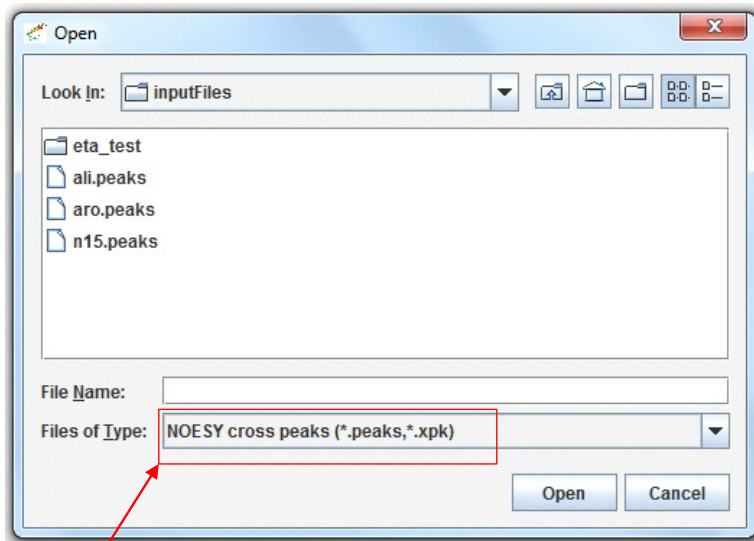 Open
Look In: inputFiles
eta_test
ali.peaks
aro.peaks
n15.peaks
File Name:
Files of Type: NOESY cross peaks (*.peaks,*.xpk)
Open Cancel